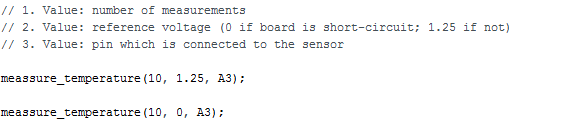 // 1. Value: number of measurements
// 2. Value: reference voltage (0 if board is short-circuit; 1.25 if not)
// 3. Value: pin which is connected to the sensor
meassure_temperature(10, 1.25, A3);
meassure_temperature(10, 0, A3);